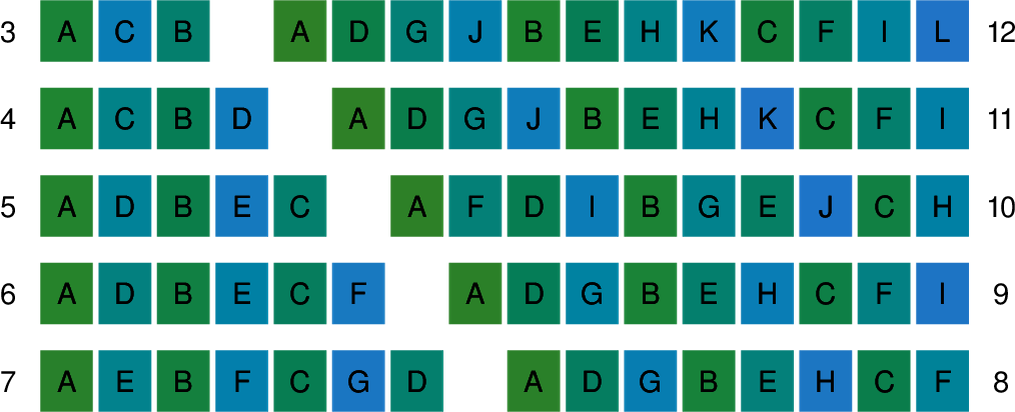 3 A C B A D G J B E H K C F I L 12
4 A C B D A D G J B E H K C F I 11
5 A D B E C A F D I B G E J C H 10
6 A D B E C F A D G B E H C F I 9
7 A E B F C G D A D G B E H C F 8